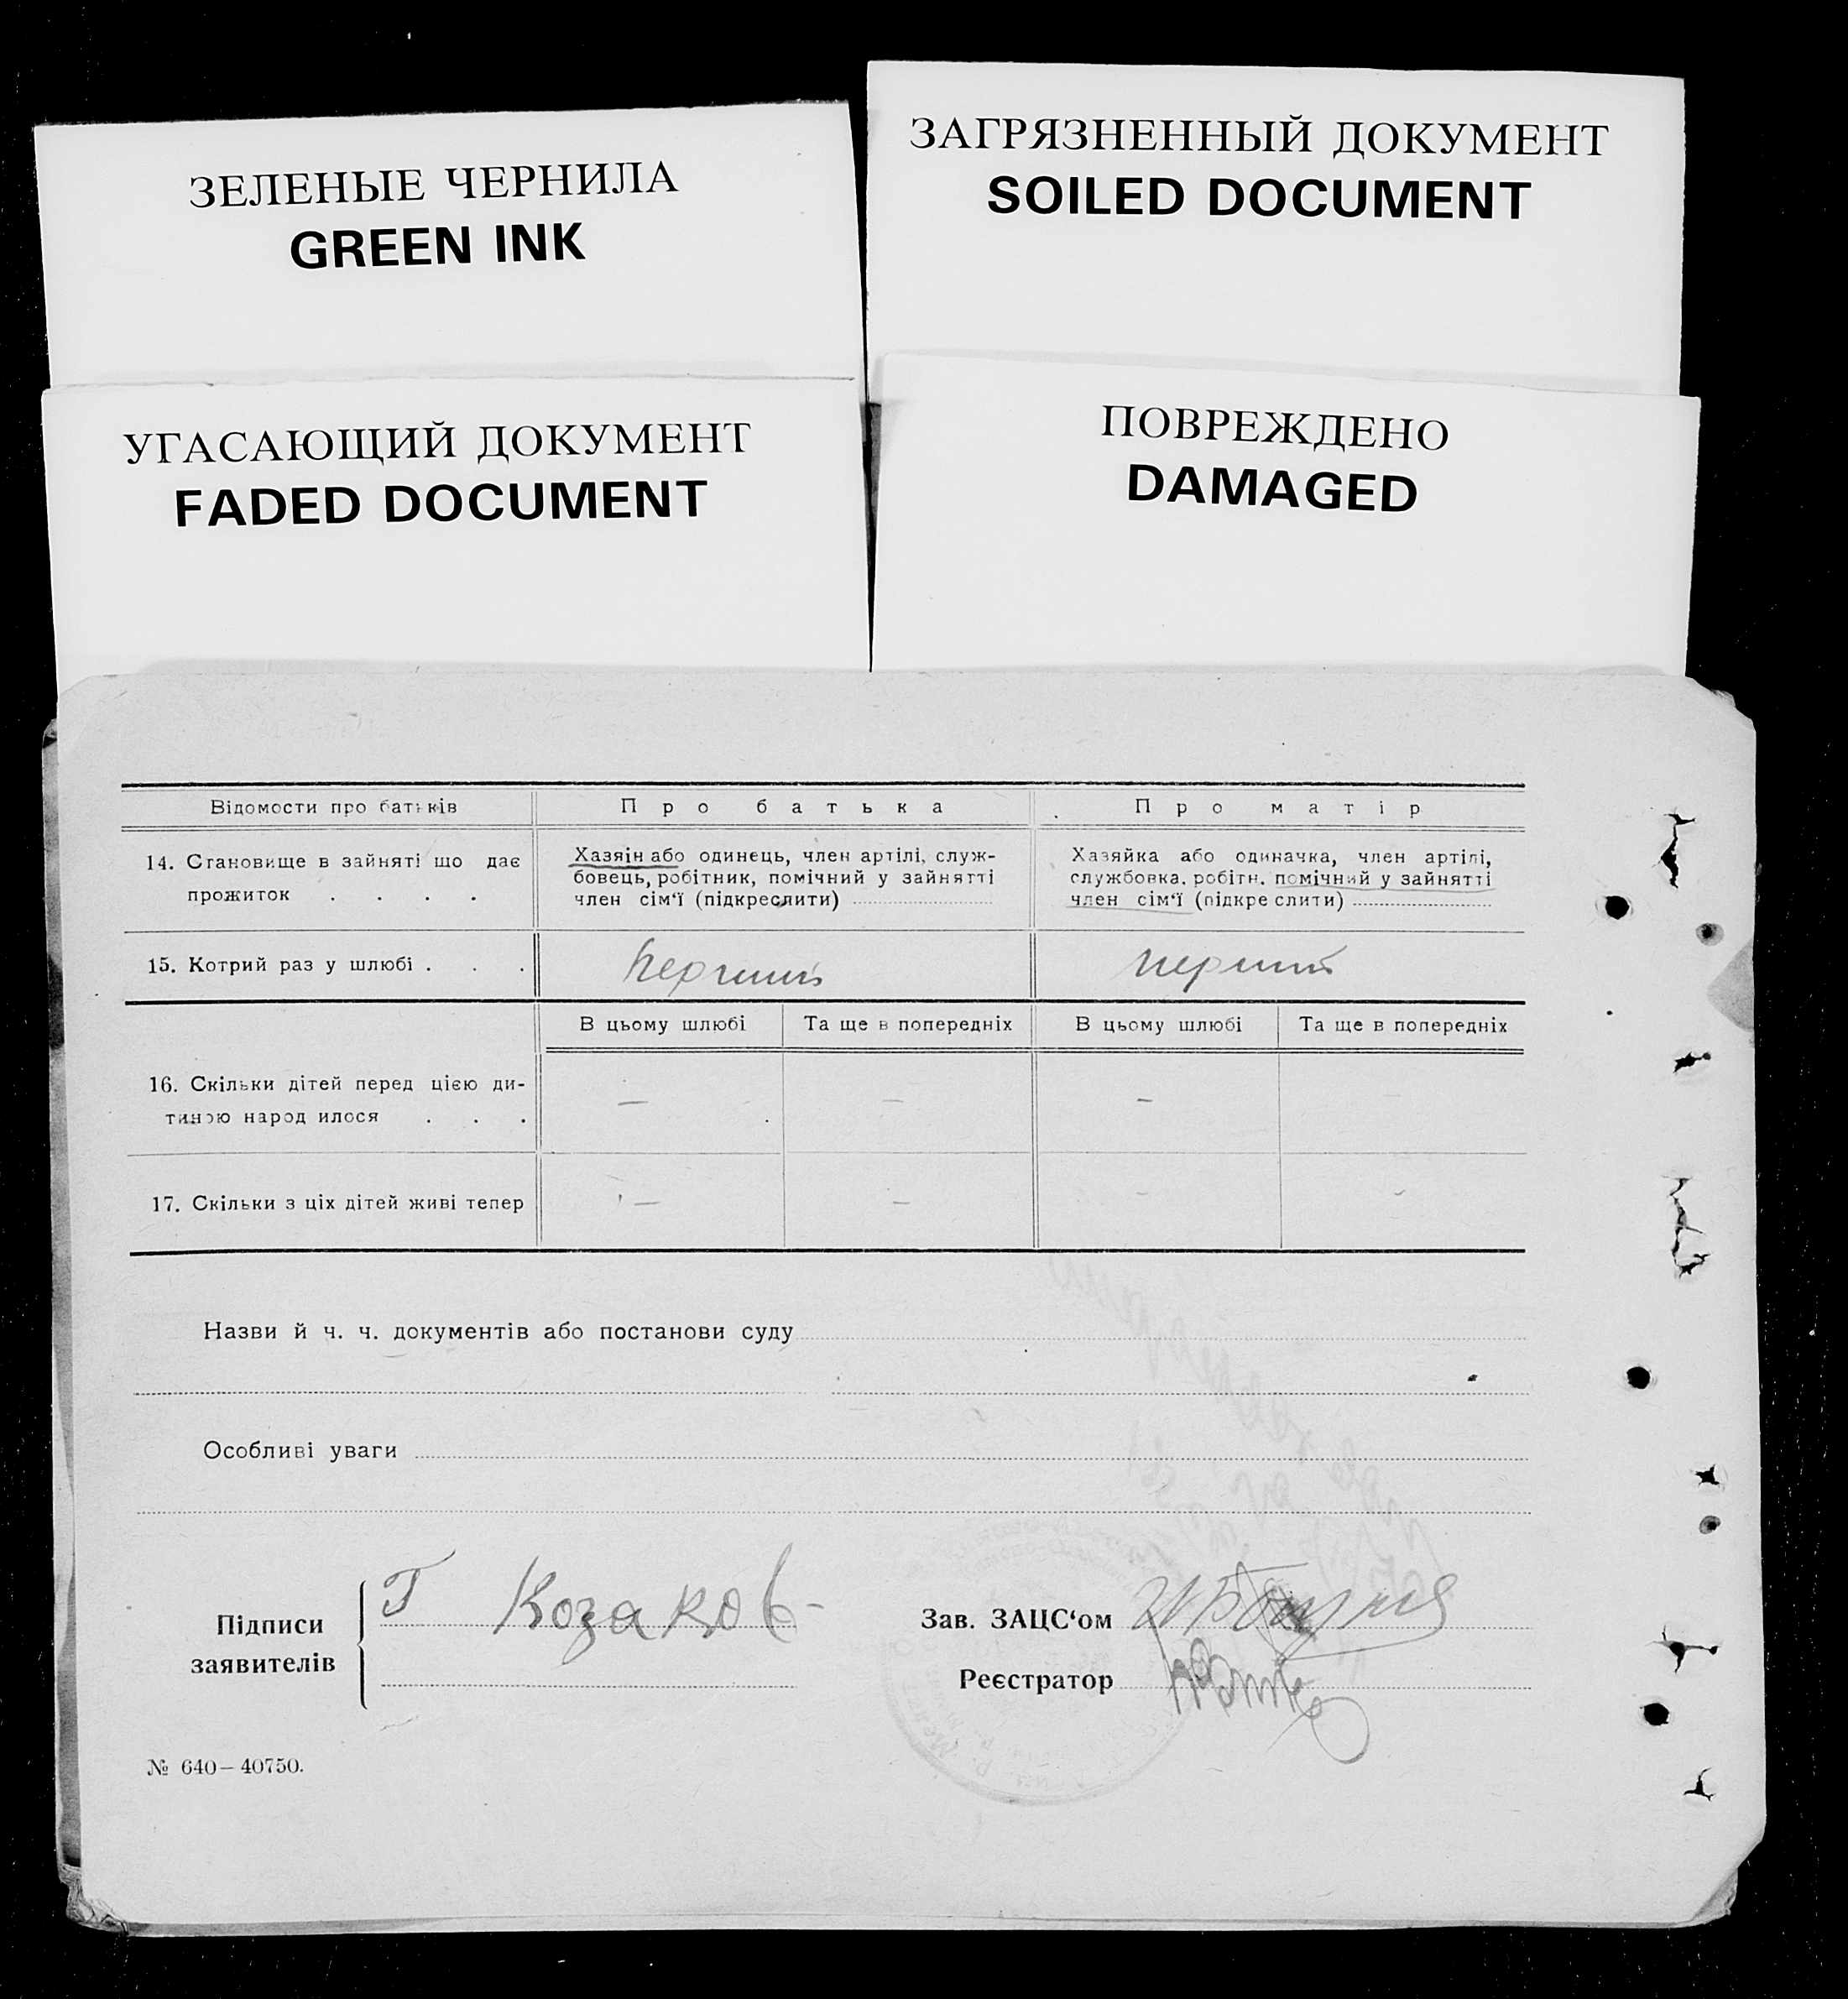 ЗЕЛЕНЫЕ ЧЕРНИЛА
GREEN INK
ЗАГРЯЗНЕННЫЙ ДОКУМЕНТ
SOILED DOCUMENT
УГАСАЮЩИЙ ДОКУМЕНТ
FADED DOCUMENT
ПОВРЕЖДЕНО
DAMAGED
Відомости про батьків
Про батька
Про матір
14. Становище в зайняті що дає
прожиток . . . .
Хазяін або одинець, член артілі, служ-
бовець, робітник, помічний у зайнятті
член сім'ї (підкреслити)
Хазяйка або одиначка, член артілі,
службовка, робітн. помічний у зайнятті
член сім'ї (підкреслити)
15. Котрий раз у шлюбі . . .
перший
перший
В цьому шлюбі
Та ще в попередніх
В цьому шлюбі
Та ще в попередніх
16. Скільки дітей перед цією ди-
тиною народилося . . .
— — —
17. Скільки з ціх дітей живі тепер
— — - -
Назви й ч. ч. документів або постанови суду
Особливі уваги
Підписи
заявителів
Г Козаков
Зав. ЗАЦС'ом
Реєстратор
№ 640—40750.